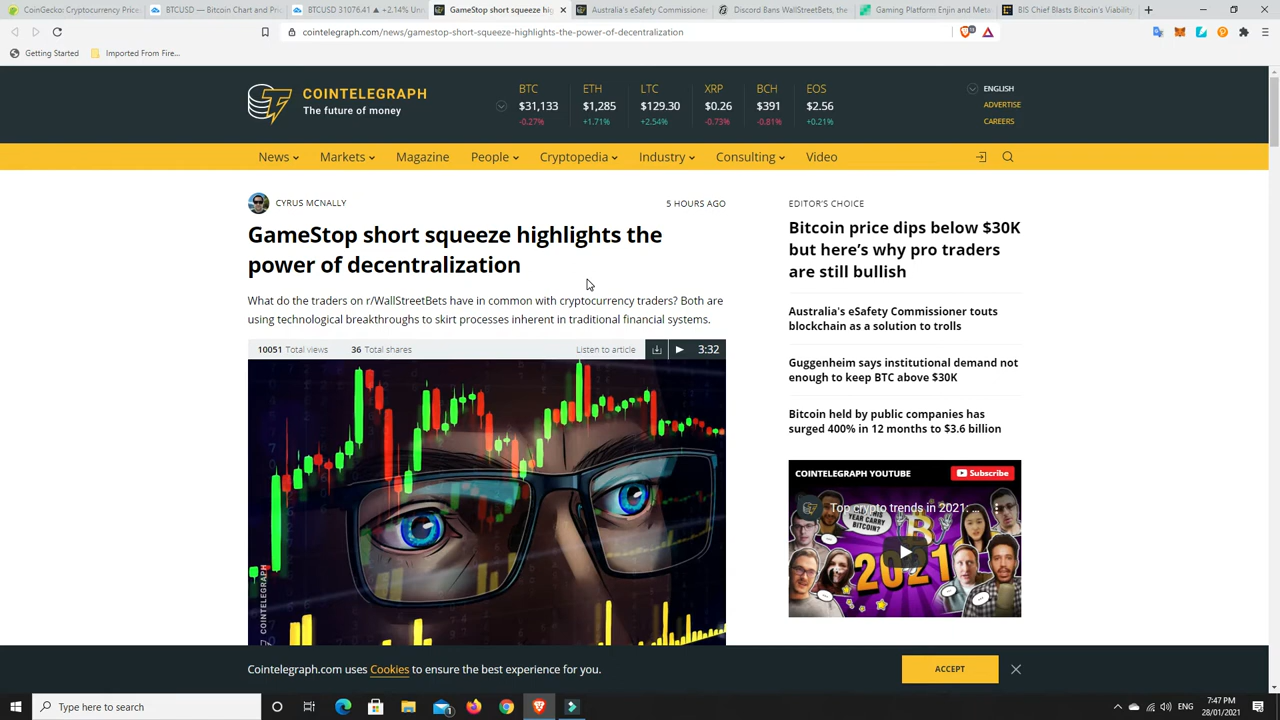 CoinGecko: Cryptocurrency Price
BTCUSD — Bitcoin Chart and Pri
BTCUSD 31076.41 ▲ +2.14% Un
GameStop short squeeze hig
Australia's eSafety Commissione
Discord Bans WallStreetBets, the
Gaming Platform Enjin and Meta
BIS Chief Blasts Bitcoin's Viability
cointelegraph.com/news/gamestop-short-squeeze-highlights-the-power-of-decentralization
Getting Started
Imported From Fire...
COINTELEGRAPH
The future of money
BTC ETH LTC XRP BCH EOS
$31,133 $1,285 $129.30 $0.26 $391 $2.56
-0.27% +1.71% +2.54% -0.73% -0.81% +0.21%
ENGLISH
ADVERTISE
CAREERS
News Markets Magazine People Cryptopedia Industry Consulting Video
CYRUS MCNALLY
5 HOURS AGO
GameStop short squeeze highlights the
power of decentralization
What do the traders on r/WallStreetBets have in common with cryptocurrency traders? Both are
using technological breakthroughs to skirt processes inherent in traditional financial systems.
10051 Total views 36 Total shares Listen to article 3:32
COINTELEGRAPH
EDITOR'S CHOICE
Bitcoin price dips below $30K
but here's why pro traders
are still bullish
Australia's eSafety Commissioner touts
blockchain as a solution to trolls
Guggenheim says institutional demand not
enough to keep BTC above $30K
Bitcoin held by public companies has
surged 400% in 12 months to $3.6 billion
COINTELEGRAPH YOUTUBE
Subscribe
Top crypto trends in 2021: ...
YEAR CARRY
BITCOIN?
2021
Cointelegraph.com uses Cookies to ensure the best experience for you.
ACCEPT
Type here to search
ENG
7:47 PM
28/01/2021